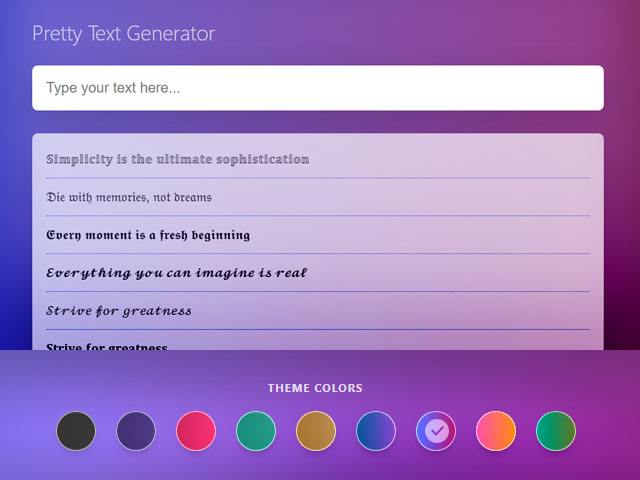 Pretty Text Generator
Type your text here...
Simplicity is the ultimate sophistication
Die with memories, not dreams
Every moment is a fresh beginning
Everything you can imagine is real
Strive for greatness
Strive for greatness
THEME COLORS